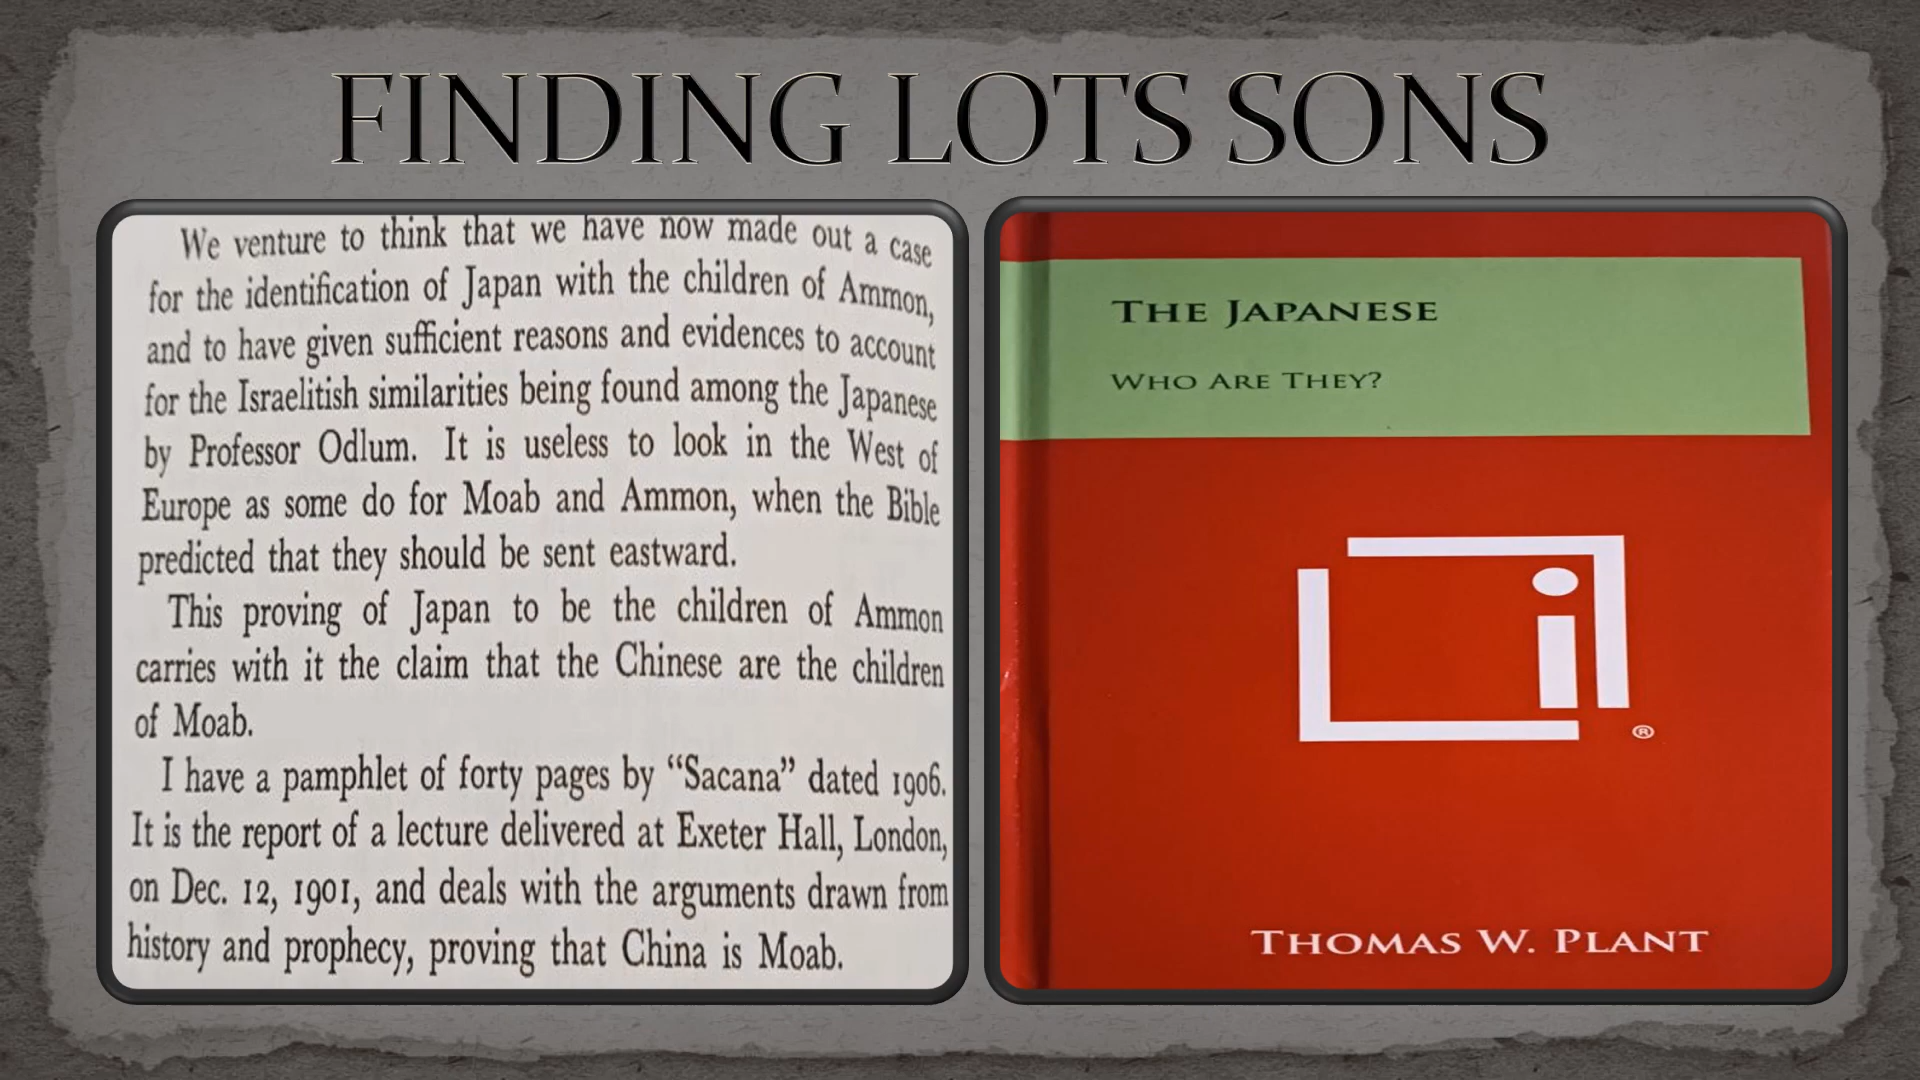 FINDING LOTS SONS
We venture to think that we have now made out a case
for the identification of Japan with the children of Ammon,
and to have given sufficient reasons and evidences to account
for the Israelitish similarities being found among the Japanese
by Professor Odlum. It is useless to look in the West of
Europe as some do for Moab and Ammon, when the Bible
predicted that they should be sent eastward.
This proving of Japan to be the children of Ammon
carries with it the claim that the Chinese are the children
of Moab.
I have a pamphlet of forty pages by “Sacana” dated 1906.
It is the report of a lecture delivered at Exeter Hall, London,
on Dec. 12, 1901, and deals with the arguments drawn from
history and prophecy, proving that China is Moab.
THE JAPANESE
WHO ARE THEY?
®
THOMAS W. PLANT